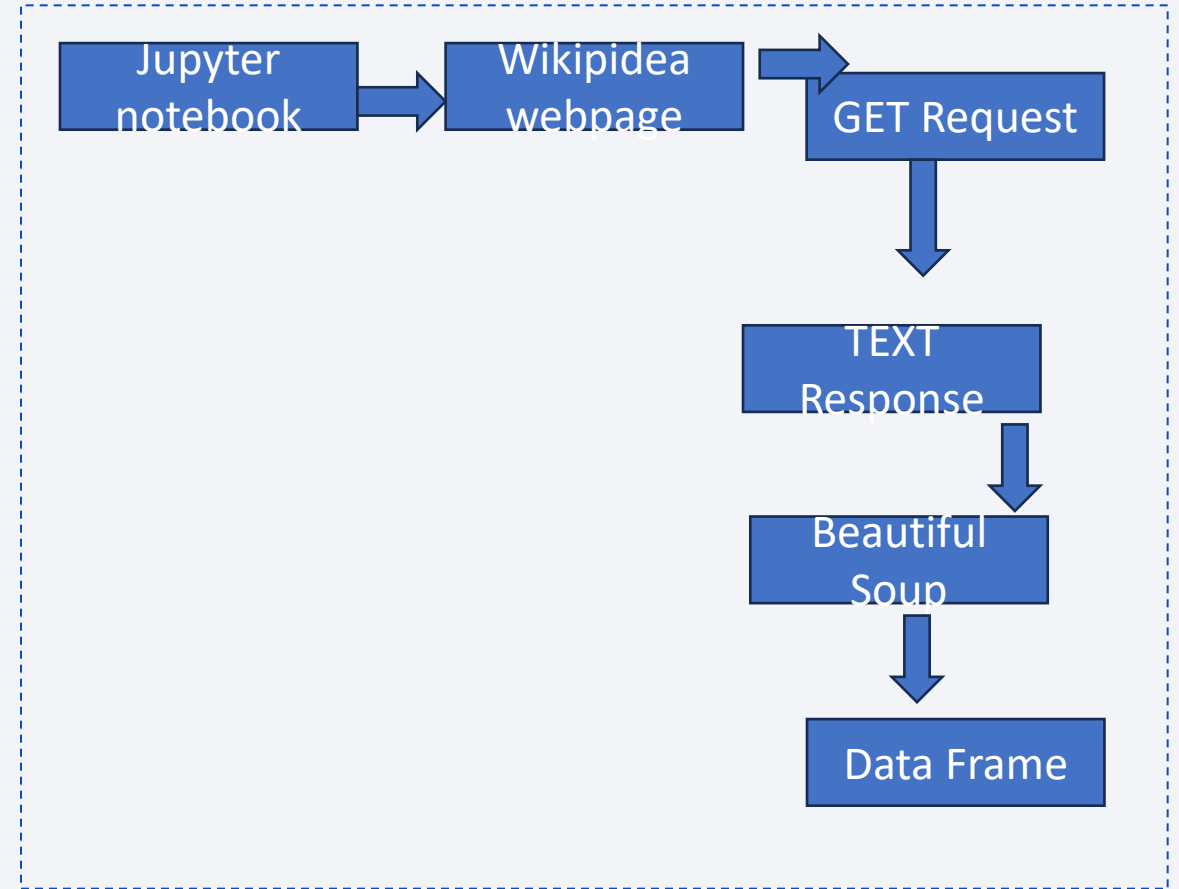 Jupyter
notebook
Wikipidea
webpage
GET Request
TEXT
Response
Beautiful
Soup
Data Frame